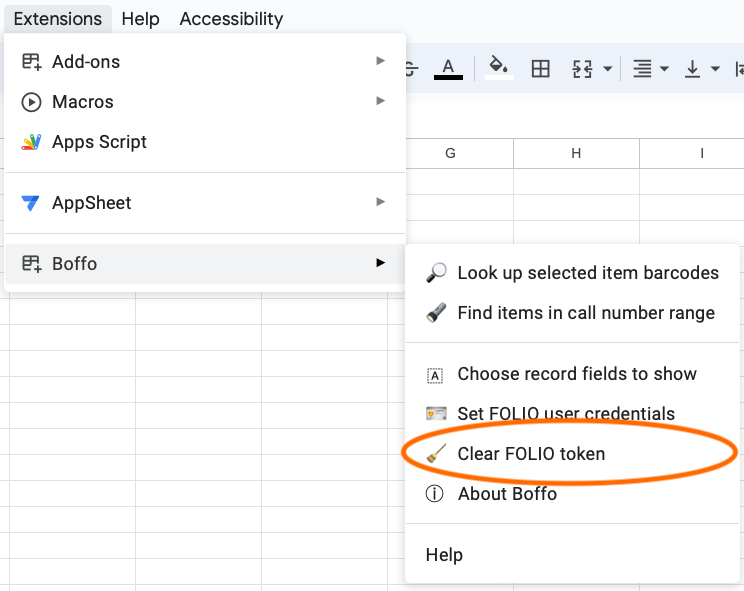 Extensions Help Accessibility
Add-ons
Macros
Apps Script
AppSheet
Boffo
A
G H I
Look up selected item barcodes
Find items in call number range
A Choose record fields to show
Set FOLIO user credentials
Clear FOLIO token
About Boffo
Help